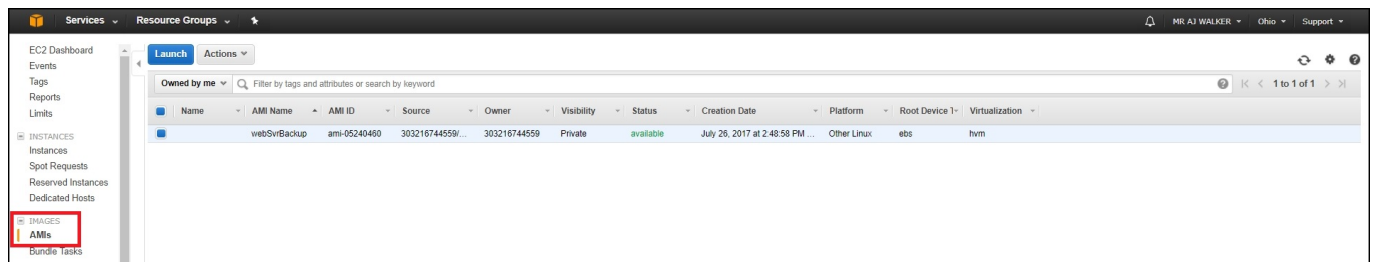 Services Resource Groups MR AJ WALKER Ohio Support
EC2 Dashboard
Events
Tags
Reports
Limits
INSTANCES
Instances
Spot Requests
Reserved Instances
Dedicated Hosts
IMAGES
AMIs
Bundle Tasks
Launch Actions
Owned by me Filter by tags and attributes or search by keyword 1 to 1 of 1
Name AMI Name AMI ID Source Owner Visibility Status Creation Date Platform Root Device T Virtualization
webSvrBackup ami-05240460 303216744559/... 303216744559 Private available July 26, 2017 at 2:48:58 PM ... Other Linux ebs hvm